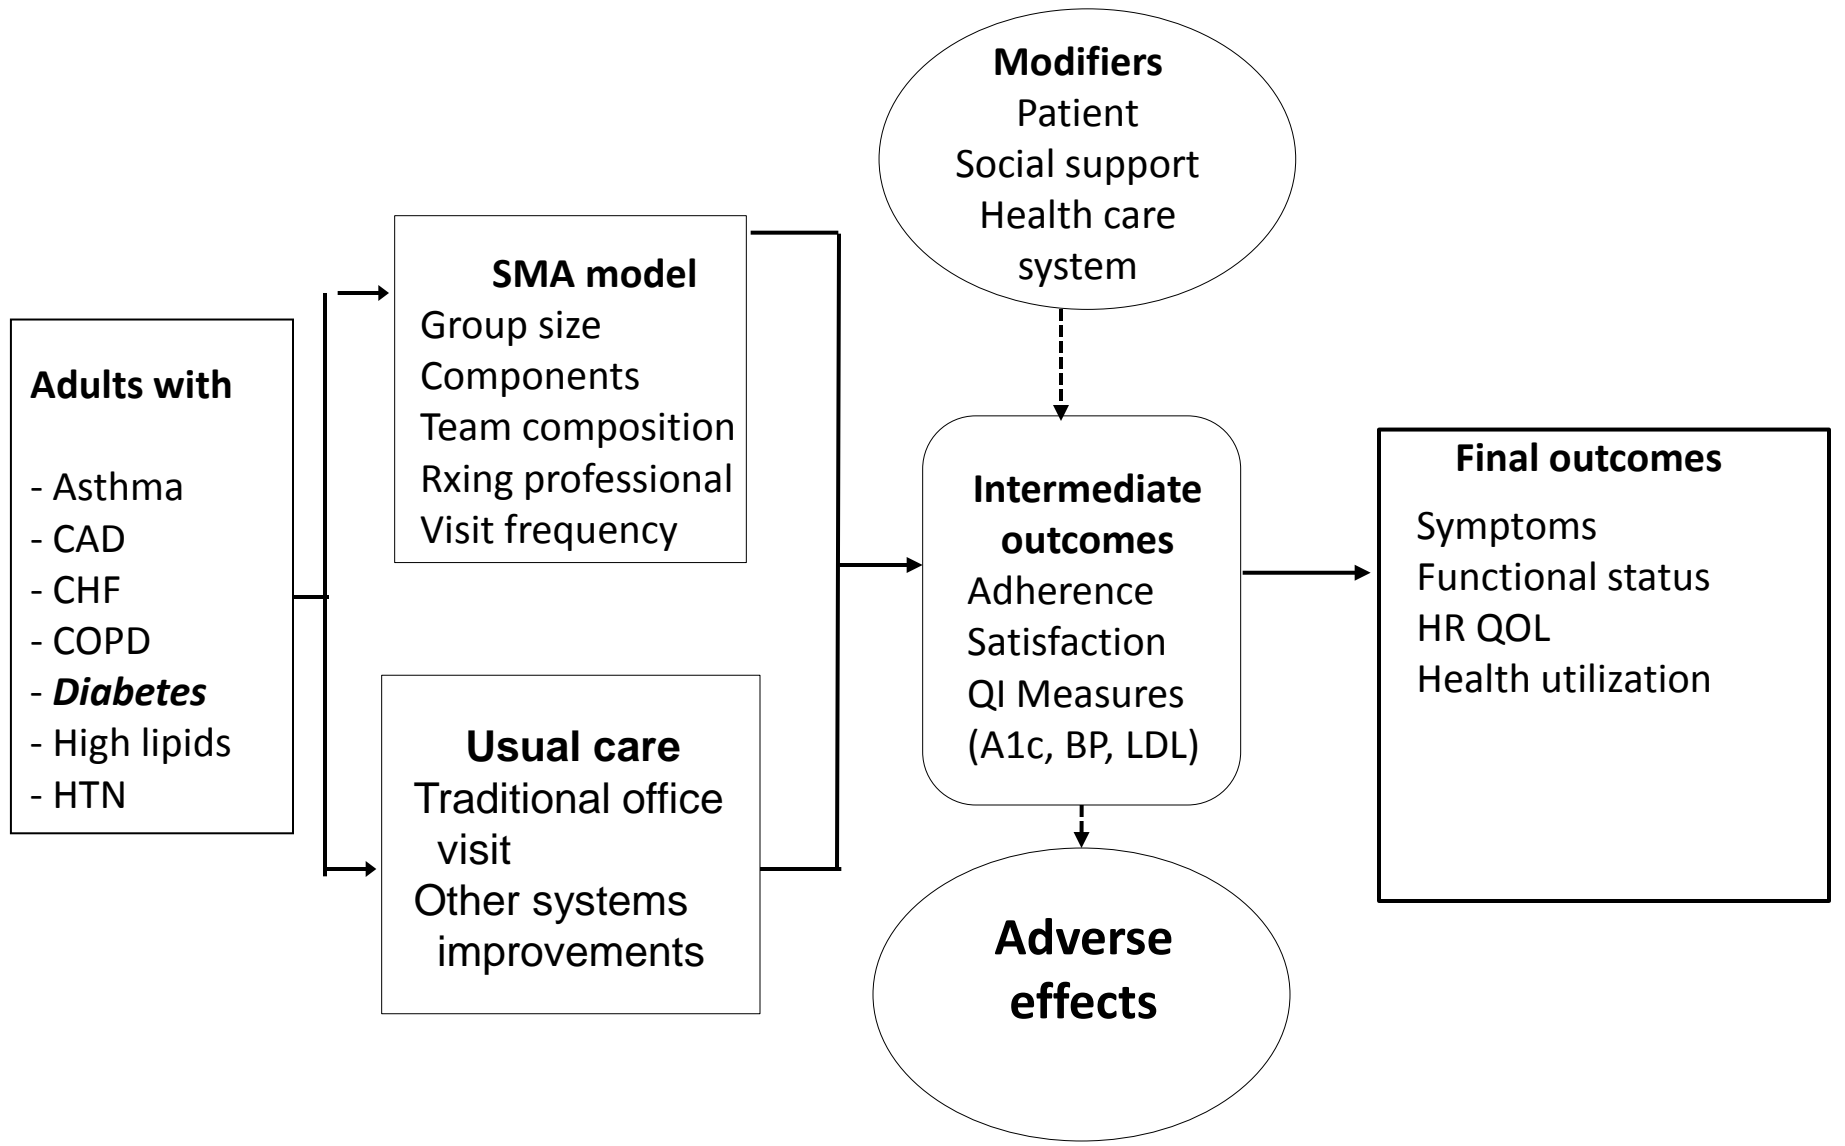 Adults with
- Asthma
- CAD
- CHF
- COPD
- Diabetes
- High lipids
- HTN
SMA model
Group size
Components
Team composition
Rxing professional
Visit frequency
Usual care
Traditional office
visit
Other systems
improvements
Modifiers
Patient
Social support
Health care
system
Intermediate
outcomes
Adherence
Satisfaction
QI Measures
(A1c, BP, LDL)
Adverse
effects
Final outcomes
Symptoms
Functional status
HR QOL
Health utilization